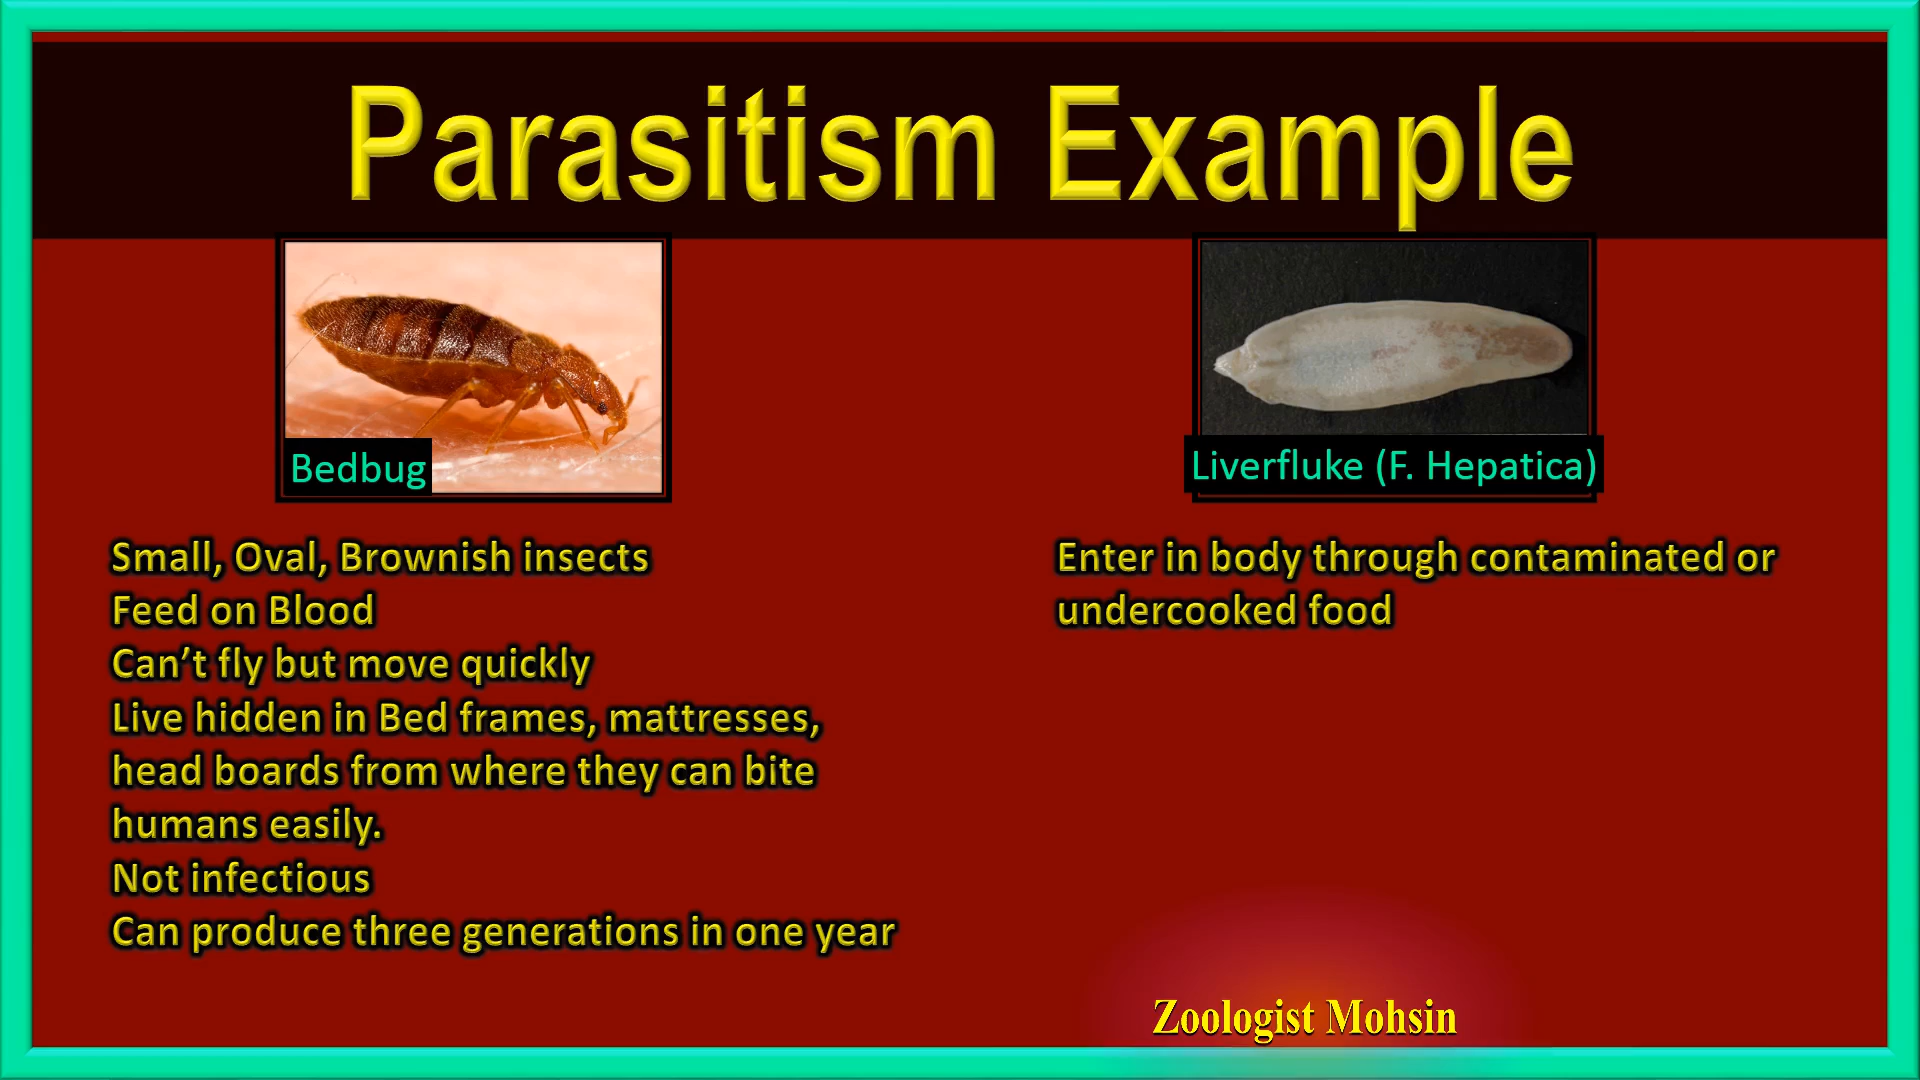 Parasitism Example
Bedbug
Small, Oval, Brownish insects
Feed on Blood
Can’t fly but move quickly
Live hidden in Bed frames, mattresses,
head boards from where they can bite
humans easily.
Not infectious
Can produce three generations in one year
Liverfluke (F. Hepatica)
Enter in body through contaminated or
undercooked food
Zoologist Mohsin